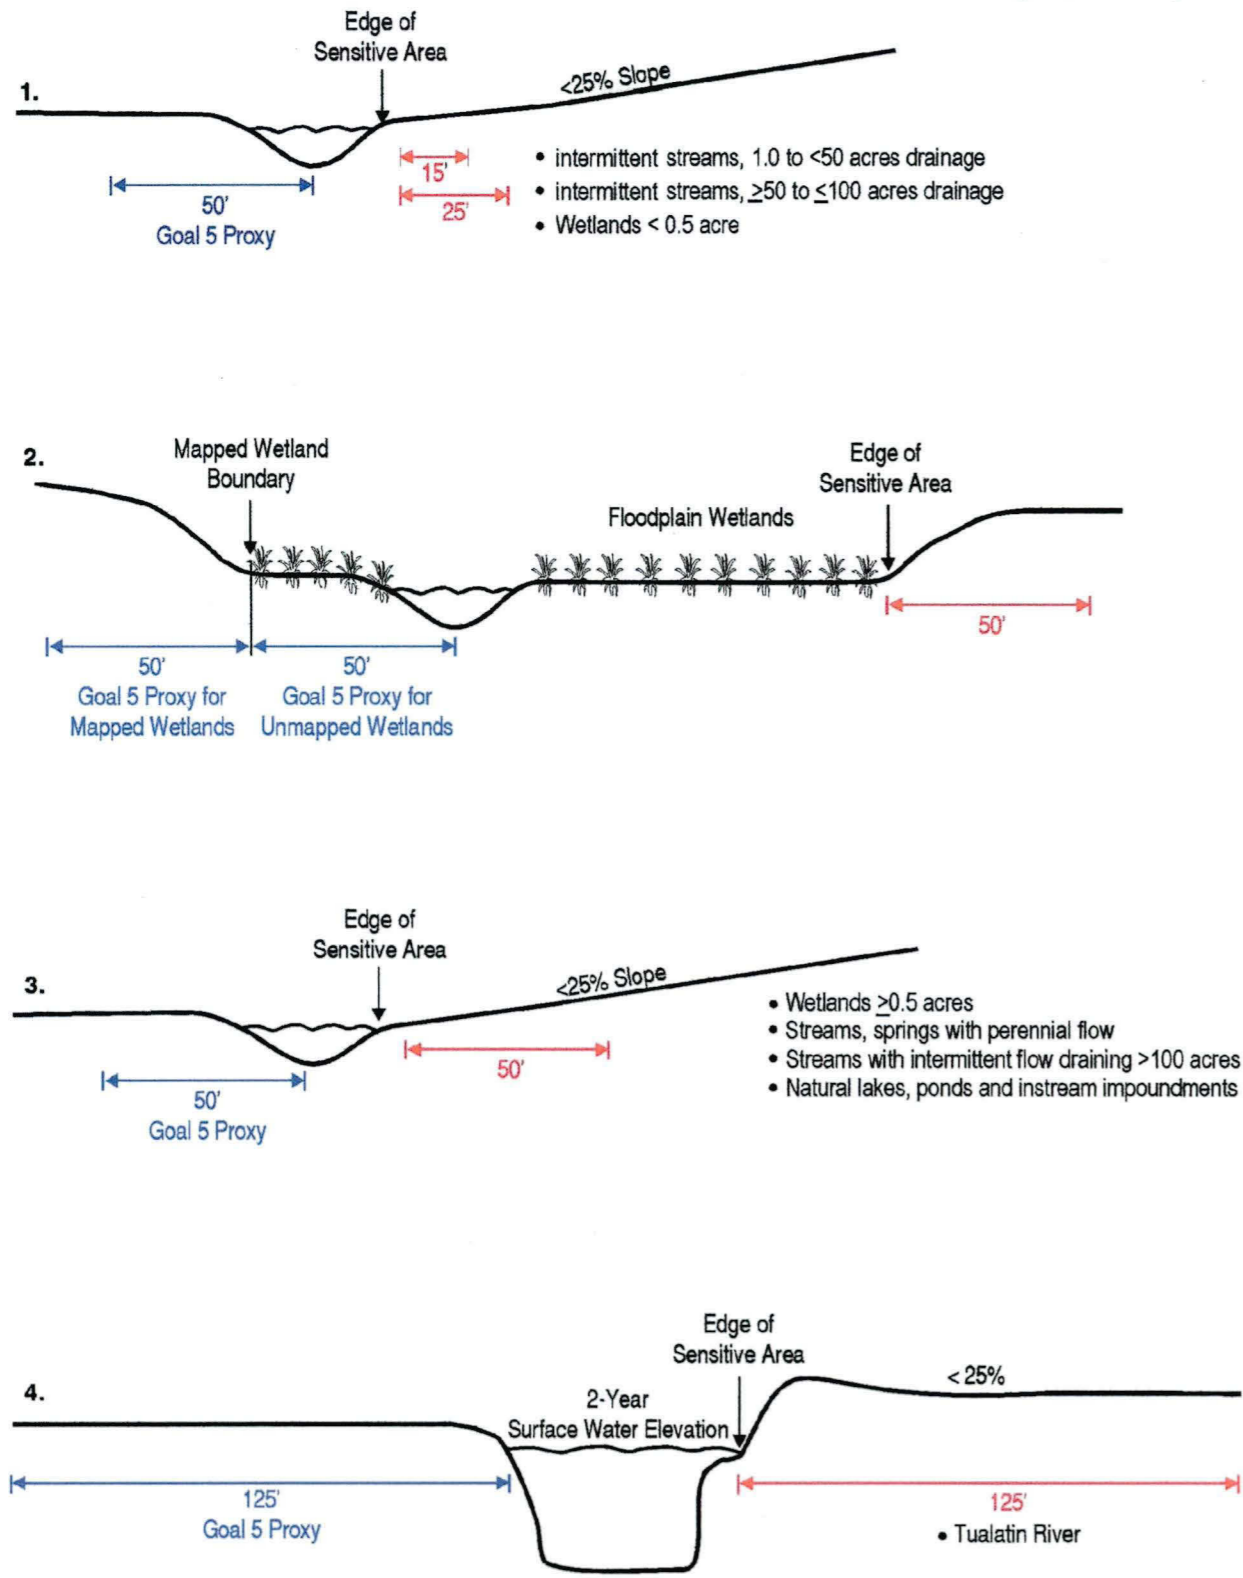 Edge of
Sensitive Area
1.
<25% Slope
• intermittent streams, 1.0 to <50 acres drainage
15'
• intermittent streams, ≥50 to ≤100 acres drainage
50'
25'
Goal 5 Proxy
• Wetlands < 0.5 acre
2.
Mapped Wetland
Boundary
Edge of
Sensitive Area
Floodplain Wetlands
50'
50'
Goal 5 Proxy for
Mapped Wetlands
50'
Goal 5 Proxy for
Unmapped Wetlands
Edge of
Sensitive Area
3.
<25% Slope
• Wetlands ≥0.5 acres
• Streams, springs with perennial flow
• Streams with intermittent flow draining >100 acres
• Natural lakes, ponds and instream impoundments
50'
50'
Goal 5 Proxy
Edge of
Sensitive Area
4.
< 25%
2-Year
Surface Water Elevation
125'
Goal 5 Proxy
125'
• Tualatin River